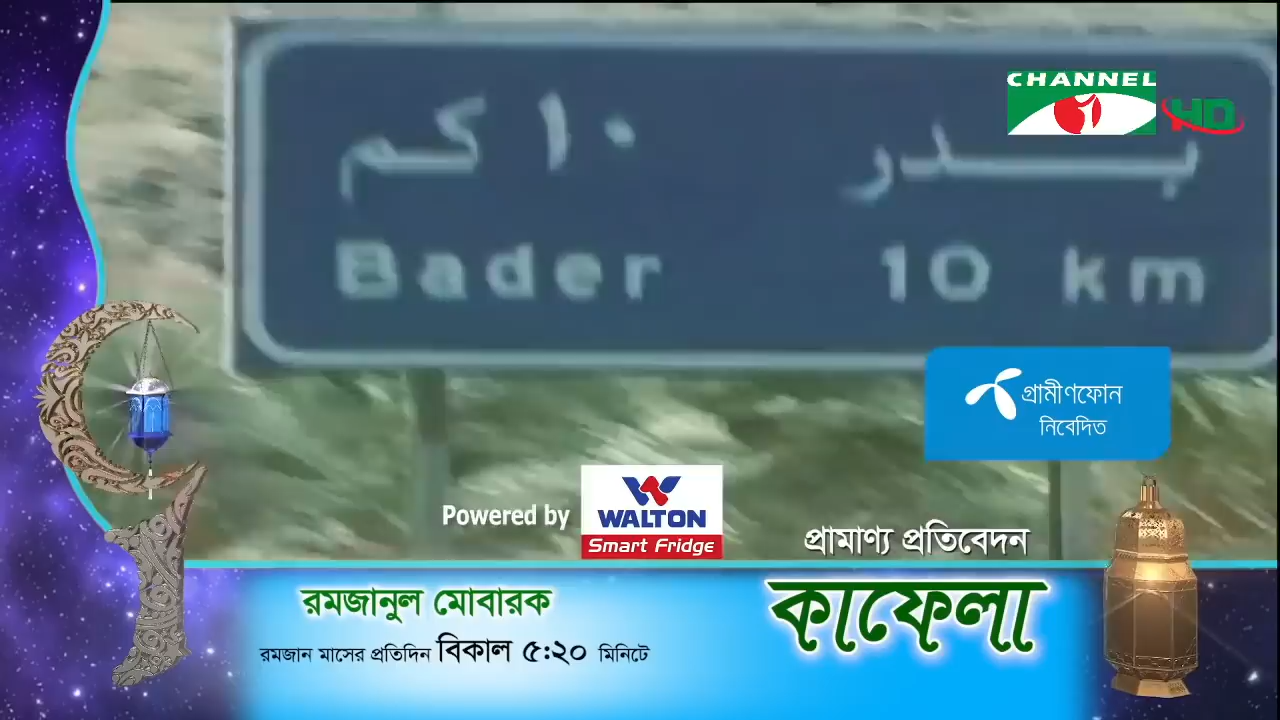 CHANNEL
HD
بدر ١٠ كم
Bader 10 km
গ্রামীণফোন
নিবেদিত
Powered by
WALTON
Smart Fridge
প্রামাণ্য প্রতিবেদন
কাফেলা
রমজানুল মোবারক
রমজান মাসের প্রতিদিন বিকাল ৫:২০ মিনিটে